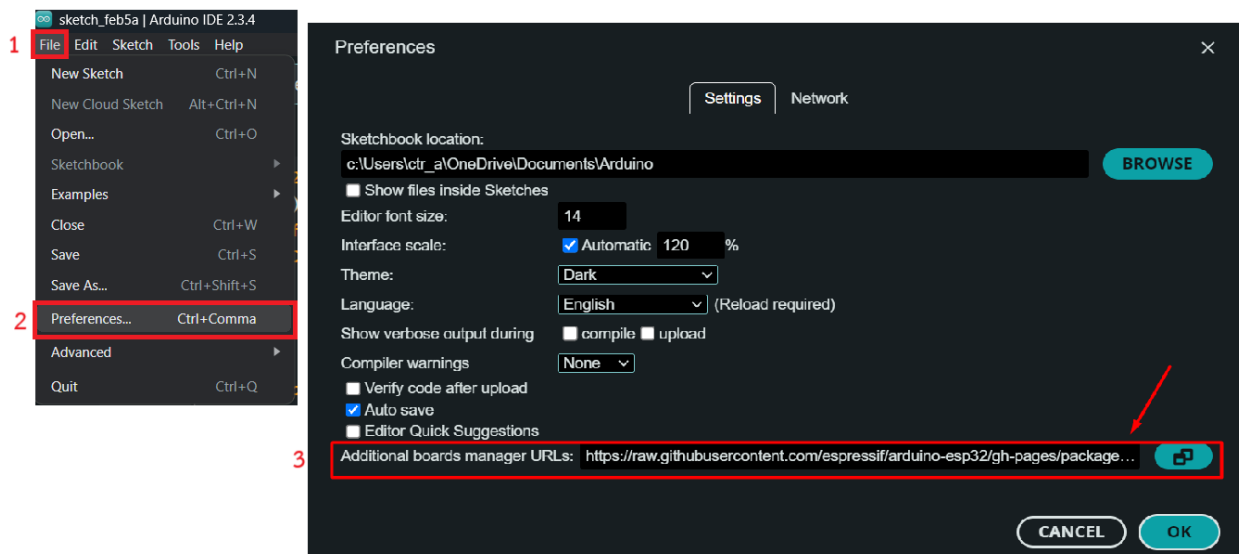 sketch_feb5a | Arduino IDE 2.3.4
1 File Edit Sketch Tools Help
New Sketch Ctrl+N
New Cloud Sketch Alt+Ctrl+N
Open... Ctrl+O
Sketchbook
Examples
Close Ctrl+W
Save Ctrl+S
Save As... Ctrl+Shift+S
2 Preferences... Ctrl+Comma
Advanced
Quit Ctrl+Q
Preferences
Settings Network
Sketchbook location:
c:\Users\ctr_a\OneDrive\Documents\Arduino BROWSE
Show files inside Sketches
Editor font size: 14
Interface scale: Automatic 120 %
Theme: Dark
Language: English (Reload required)
Show verbose output during compile upload
Compiler warnings None
Verify code after upload
Auto save
Editor Quick Suggestions
3 Additional boards manager URLs: https://raw.githubusercontent.com/espressif/arduino-esp32/gh-pages/package...
CANCEL OK